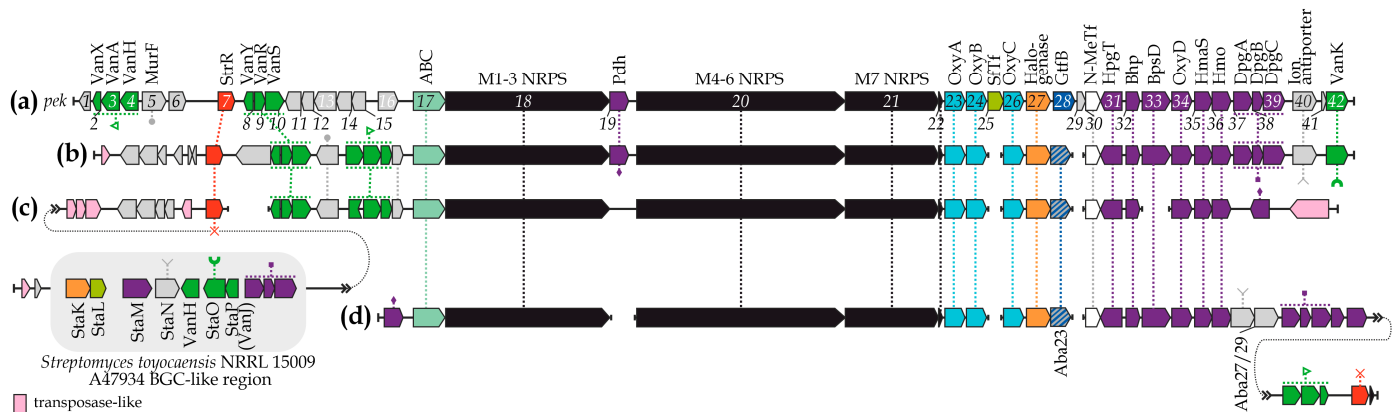 VanX
VanA
VanH
MurF
StrR
VanY
VanR
VanS
ABC
M1-3 NRPS
Pdh
M4-6 NRPS
M7 NRPS
OxyA
OxyB
SfTf
OxyC
Halo-
genase
GtfB
N-MeTf
HpgT
Bhp
BpsD
OxyD
HmaS
Hmo
DpgA
DpgB
DpgC
Ion
antiporter
VanK
(a) pek 1 3 4 5 6 7 13 16 17 18 20 21 23 24 26 27 28 31 33 34 39 40 42
2 8 9 10 11 12 14 15 19 22 25 29 30 32 35 36 37 38 41
(b)
(c)
(d)
StaK
StaL
StaM
StaN
VanH
StaO
StaP
(VanJ)
Aba23
Aba27/29
Streptomyces toyocaensis NRRL 15009
A47934 BGC-like region
transposase-like